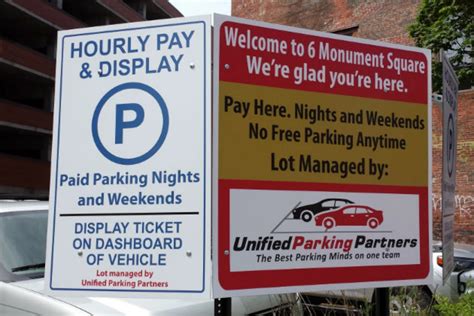 HOURLY PAY
& DISPLAY
P
Paid Parking Nights
and Weekends
DISPLAY TICKET
ON DASHBOARD
OF VEHICLE
Lot managed by
Unified Parking Partners
Welcome to 6 Monument Square
We're glad you're here.
Pay Here. Nights and Weekends
No Free Parking Anytime
Lot Managed by:
UnifiedParkingPartners
The Best Parking Minds on one team